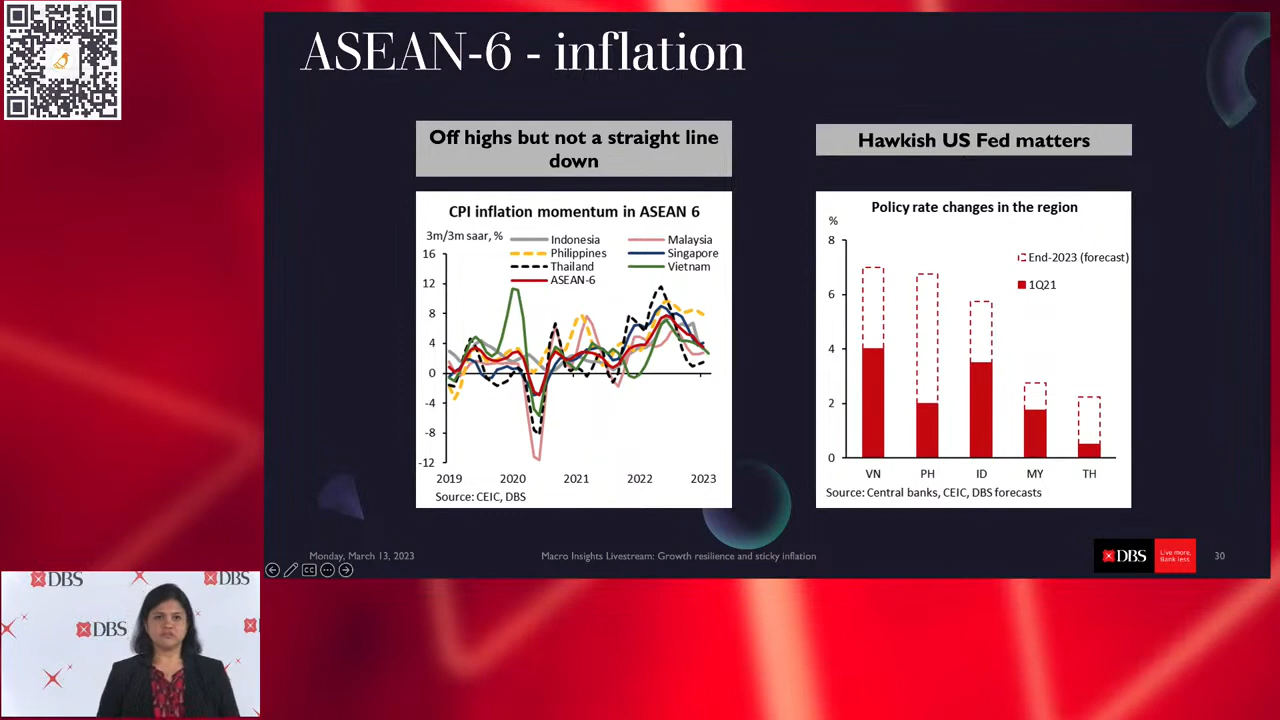 ASEAN-6 - inflation
Off highs but not a straight line
down
CPI inflation momentum in ASEAN 6
3m/3m saar, %
Indonesia
Malaysia
Philippines
Singapore
Thailand
Vietnam
ASEAN-6
16
12
8
4
0
-4
-8
-12
2019 2020 2021 2022 2023
Source: CEIC, DBS
Hawkish US Fed matters
Policy rate changes in the region
%
End-2023 (forecast)
1Q21
8
6
4
2
0
VN PH ID MY TH
Source: Central banks, CEIC, DBS forecasts
Monday, March 13, 2023
Macro Insights Livestream: Growth resilience and sticky inflation
DBS
Live more,
Bank less.
30
DBS
DBS
DBS